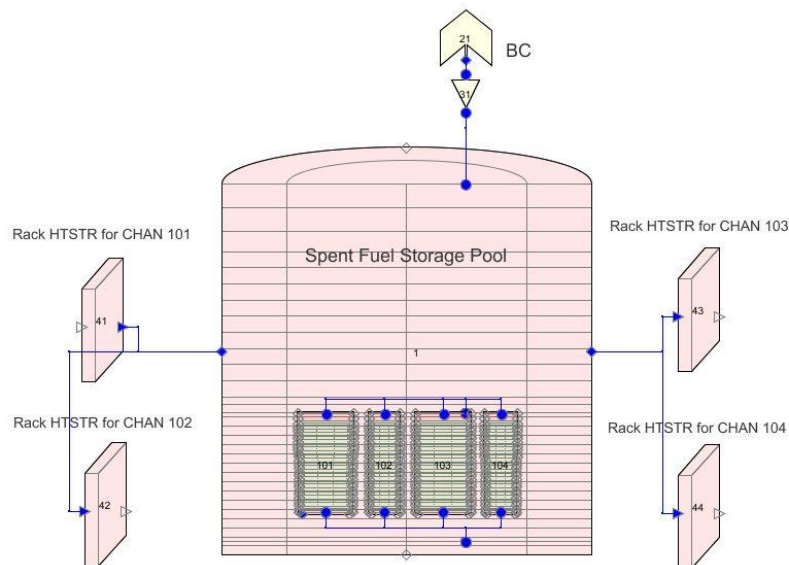 21
BC
31
Rack HTSTR for CHAN 101
Rack HTSTR for CHAN 103
Spent Fuel Storage Pool
41
43
1
Rack HTSTR for CHAN 102
Rack HTSTR for CHAN 104
101
102
103
104
42
44